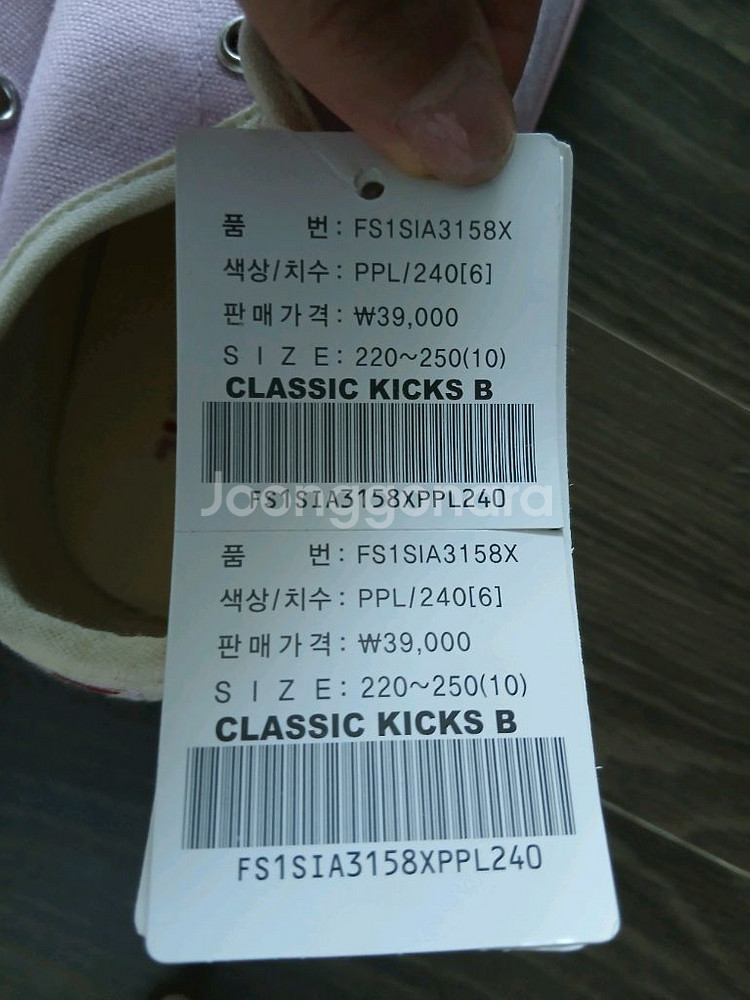 품 번: FS1SIA3158X
색상/치수: PPL/240[6]
판매가격: ₩39,000
S I Z E: 220~250(10)
CLASSIC KICKS B
FS1SIA3158XPPL240
Joonggonara
품 번: FS1SIA3158X
색상/치수: PPL/240[6]
판매가격: ₩39,000
S I Z E: 220~250(10)
CLASSIC KICKS B
FS1SIA3158XPPL240